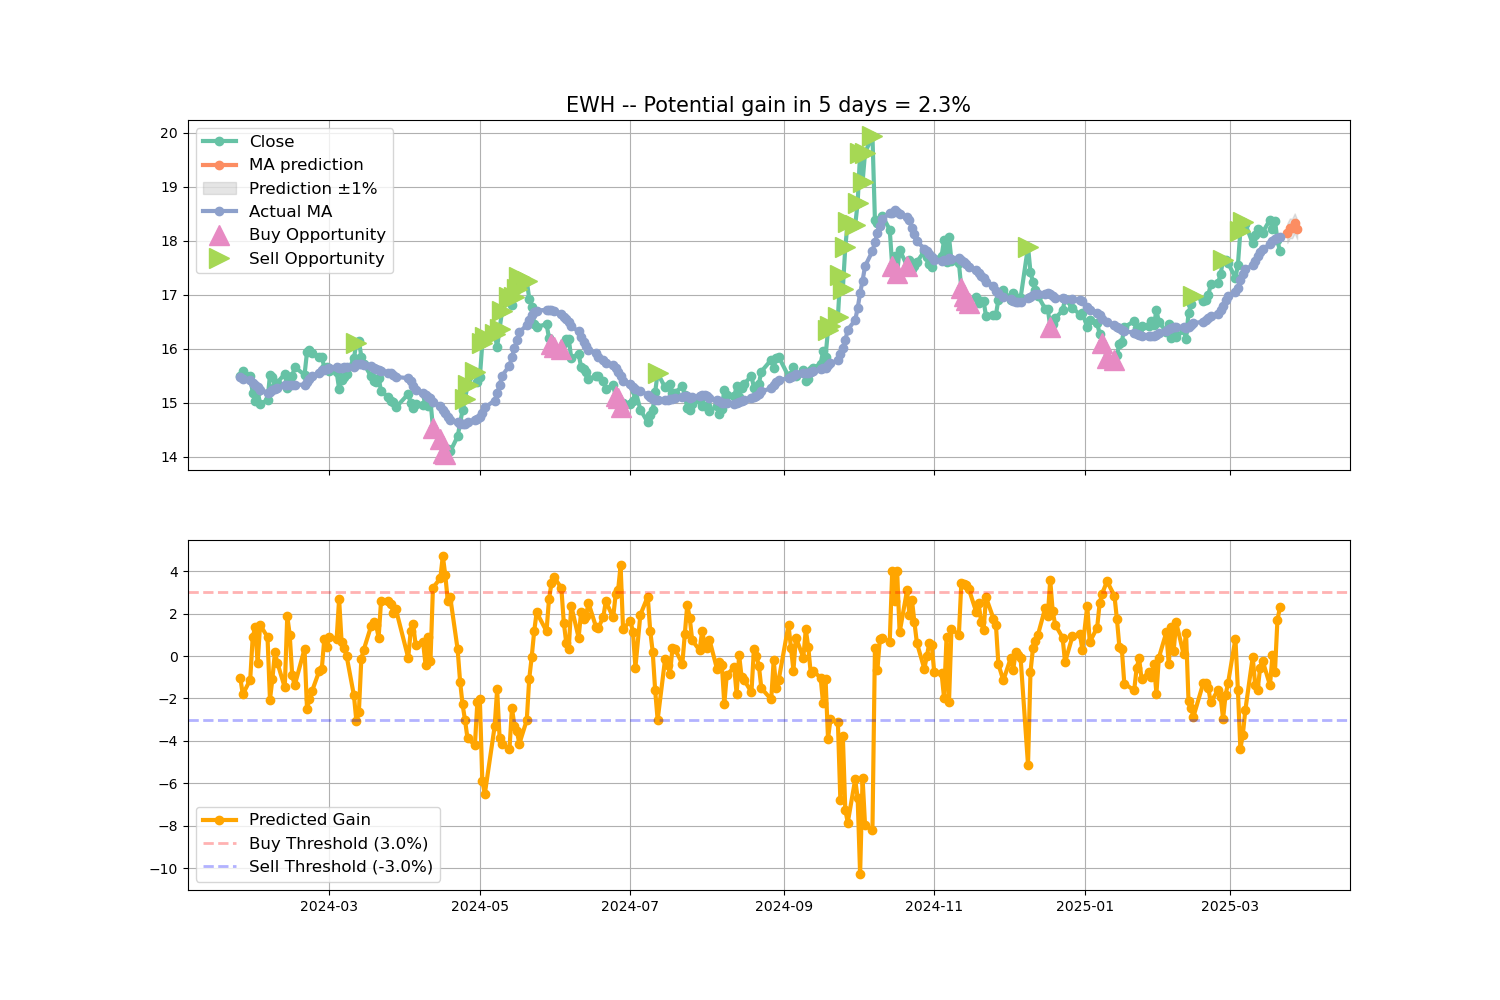 EWH -- Potential gain in 5 days = 2.3%
20
19
18
17
16
15
14
Close
MA prediction
Prediction ±1%
Actual MA
Buy Opportunity
Sell Opportunity
4
2
0
−2
−4
−6
−8
−10
Predicted Gain
Buy Threshold (3.0%)
Sell Threshold (-3.0%)
2024-03
2024-05
2024-07
2024-09
2024-11
2025-01
2025-03